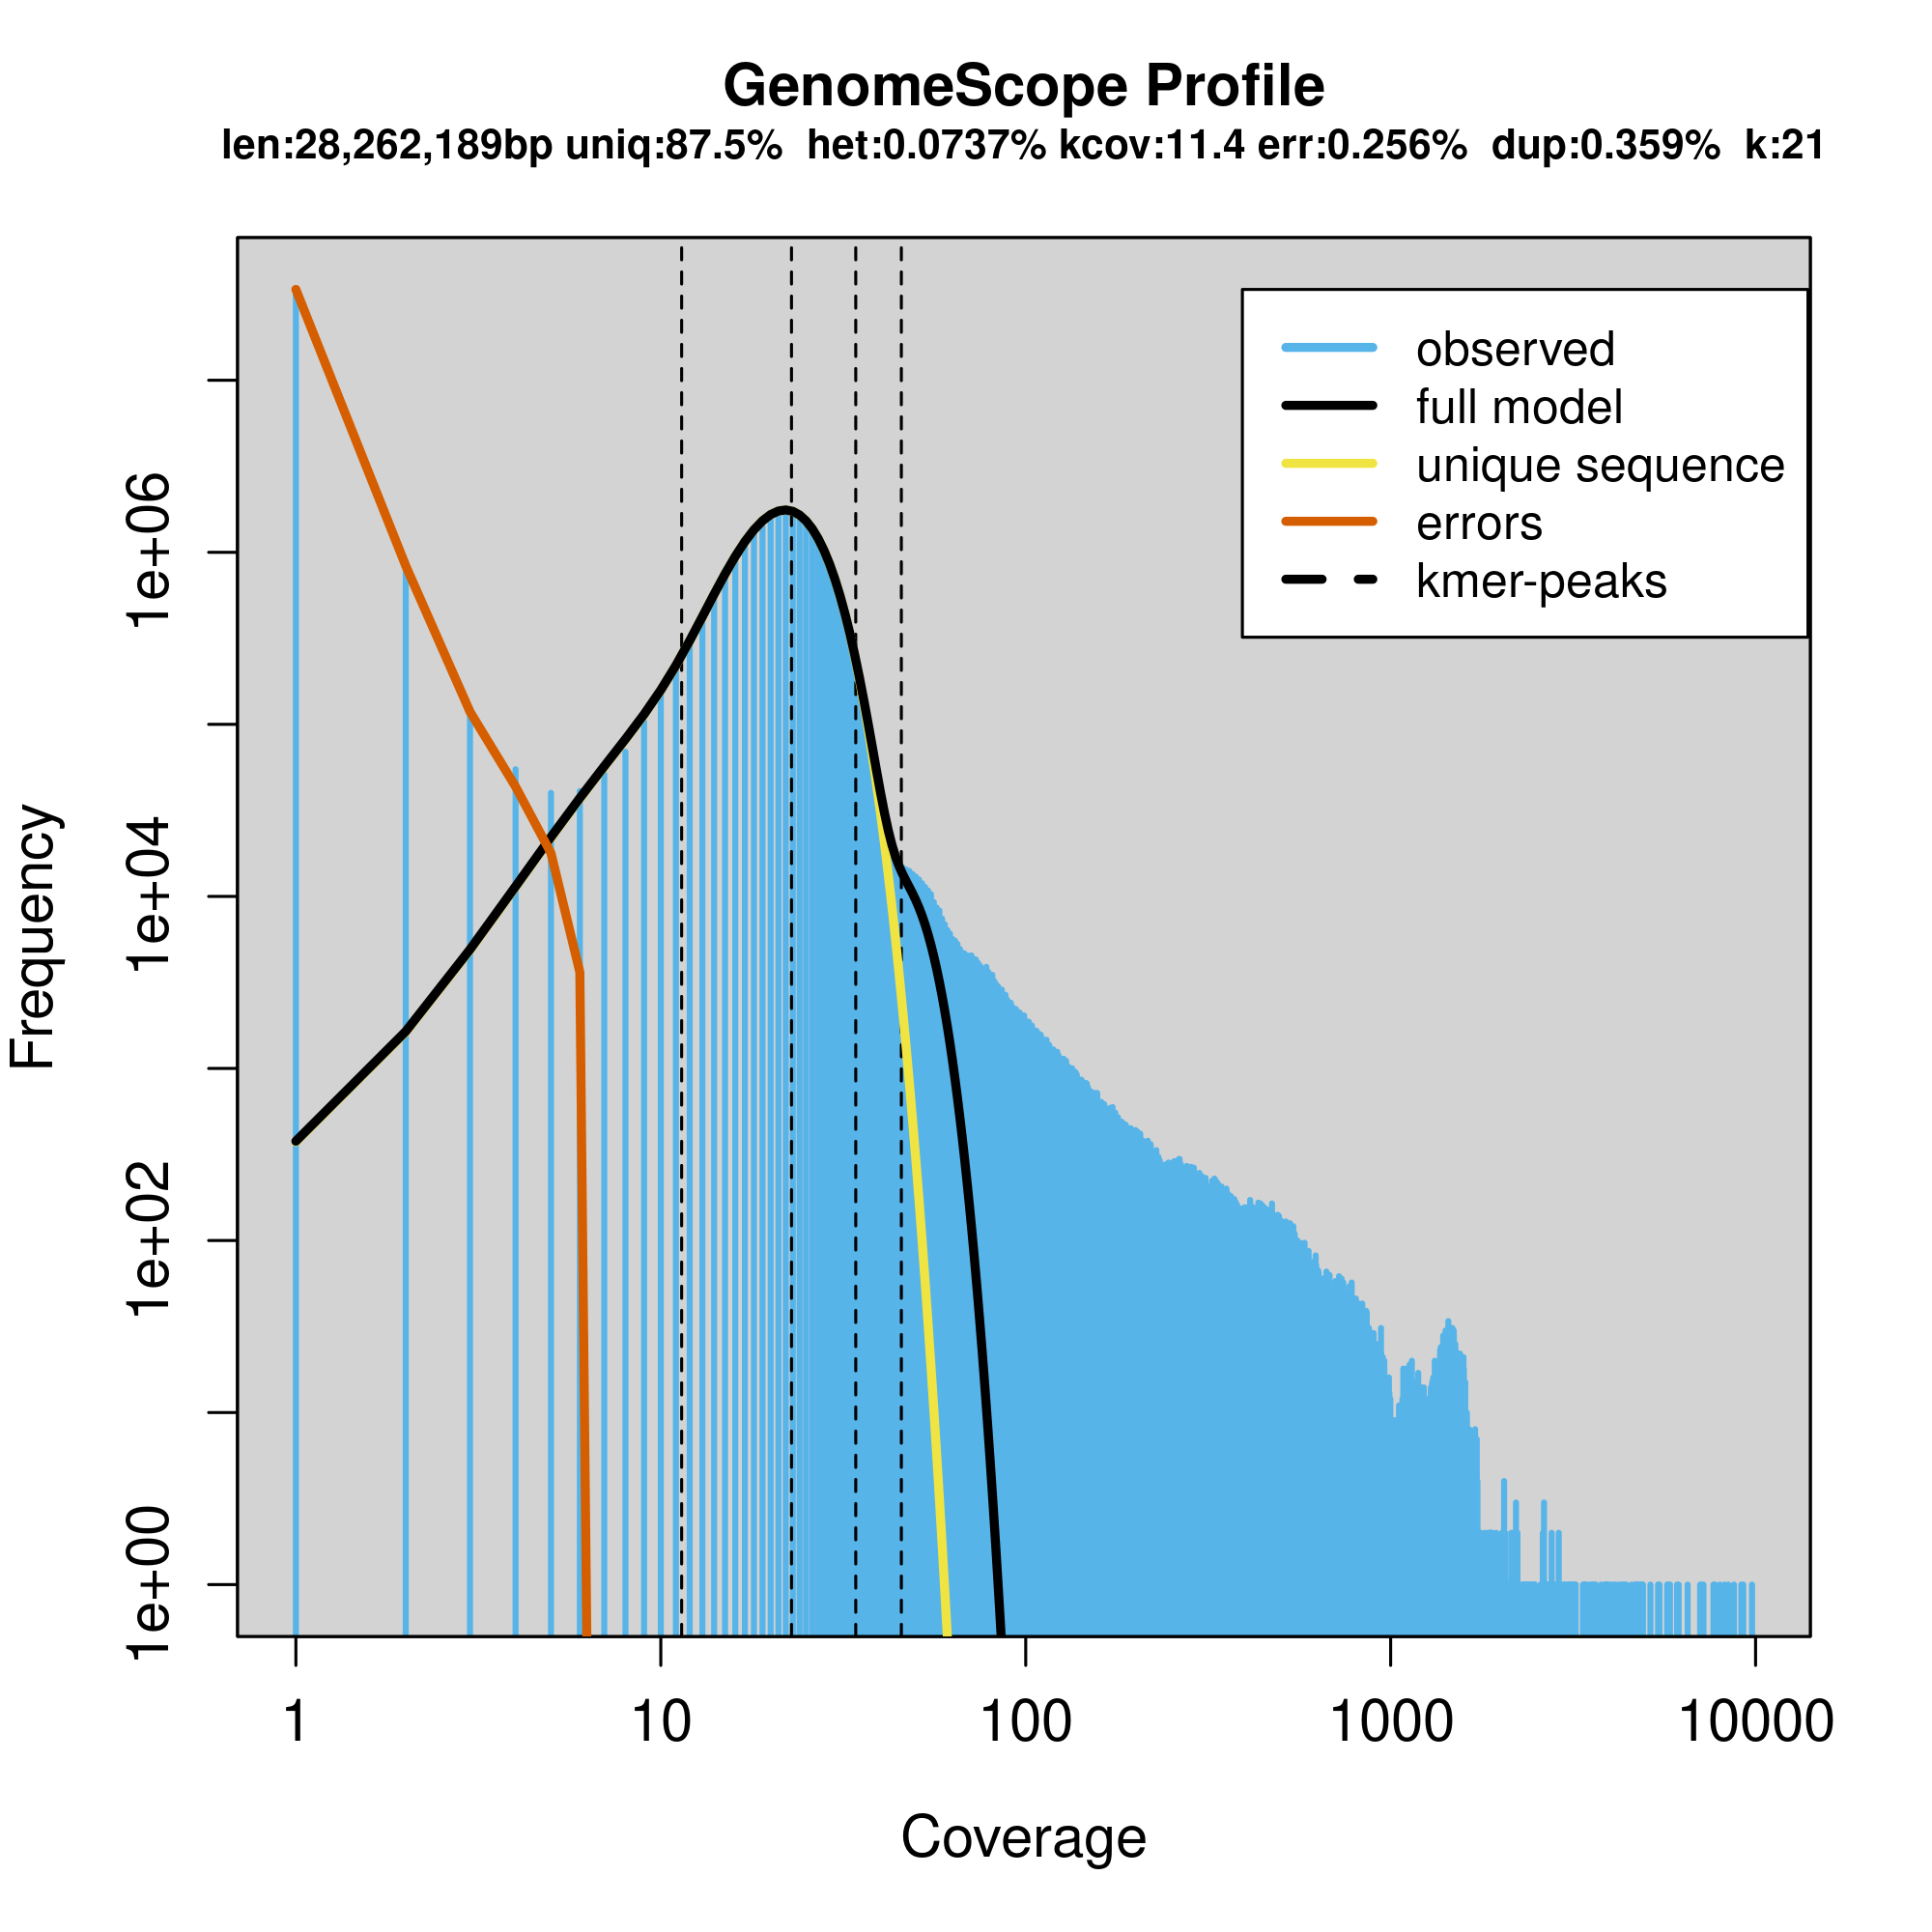 GenomeScope Profile
len:28,262,189bp uniq:87.5% het:0.0737% kcov:11.4 err:0.256% dup:0.359% k:21
observed
full model
unique sequence
errors
kmer-peaks
Frequency
1e+06
1e+04
1e+02
1e+00
1 10 100 1000 10000
Coverage